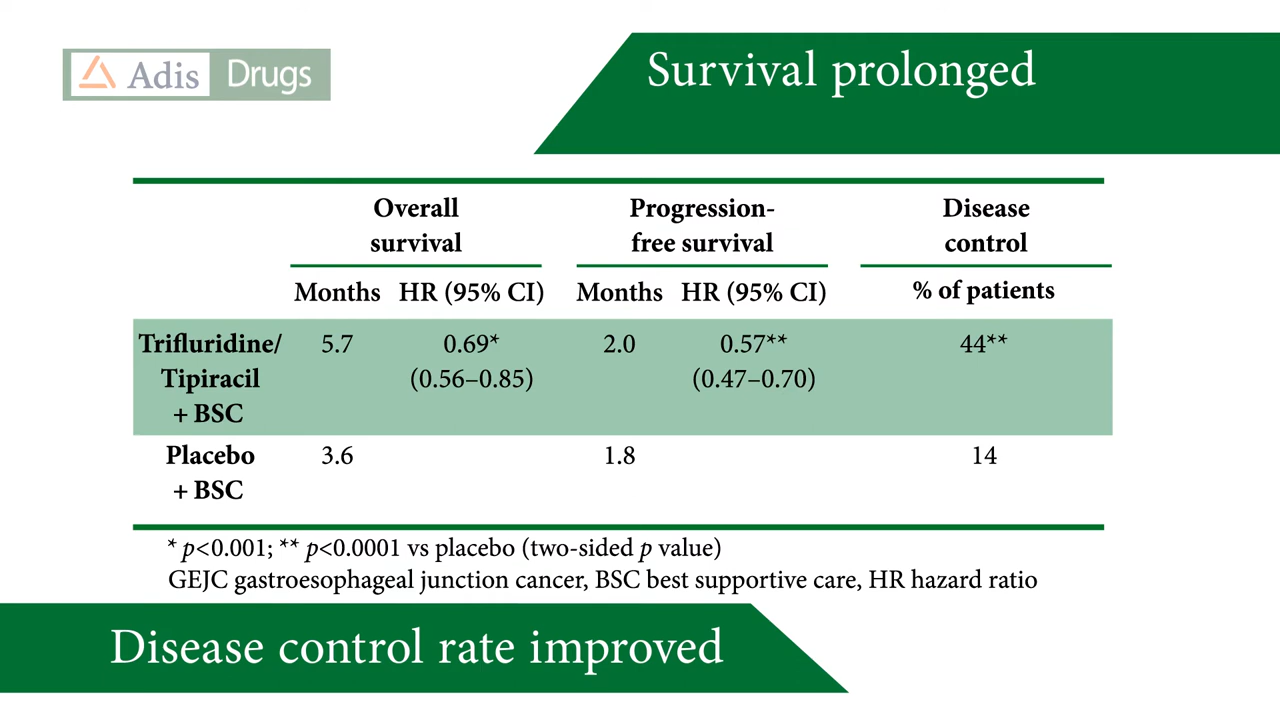 Adis Drugs
Survival prolonged
Overall survival
Progression-free survival
Disease control
Months HR (95% CI) Months HR (95% CI) % of patients
Trifluridine/ 5.7 0.69* 2.0 0.57** 44**
Tipiracil (0.56–0.85) (0.47–0.70)
+ BSC
Placebo 3.6 1.8 14
+ BSC
* p<0.001; ** p<0.0001 vs placebo (two-sided p value)
GEJC gastroesophageal junction cancer, BSC best supportive care, HR hazard ratio
Disease control rate improved